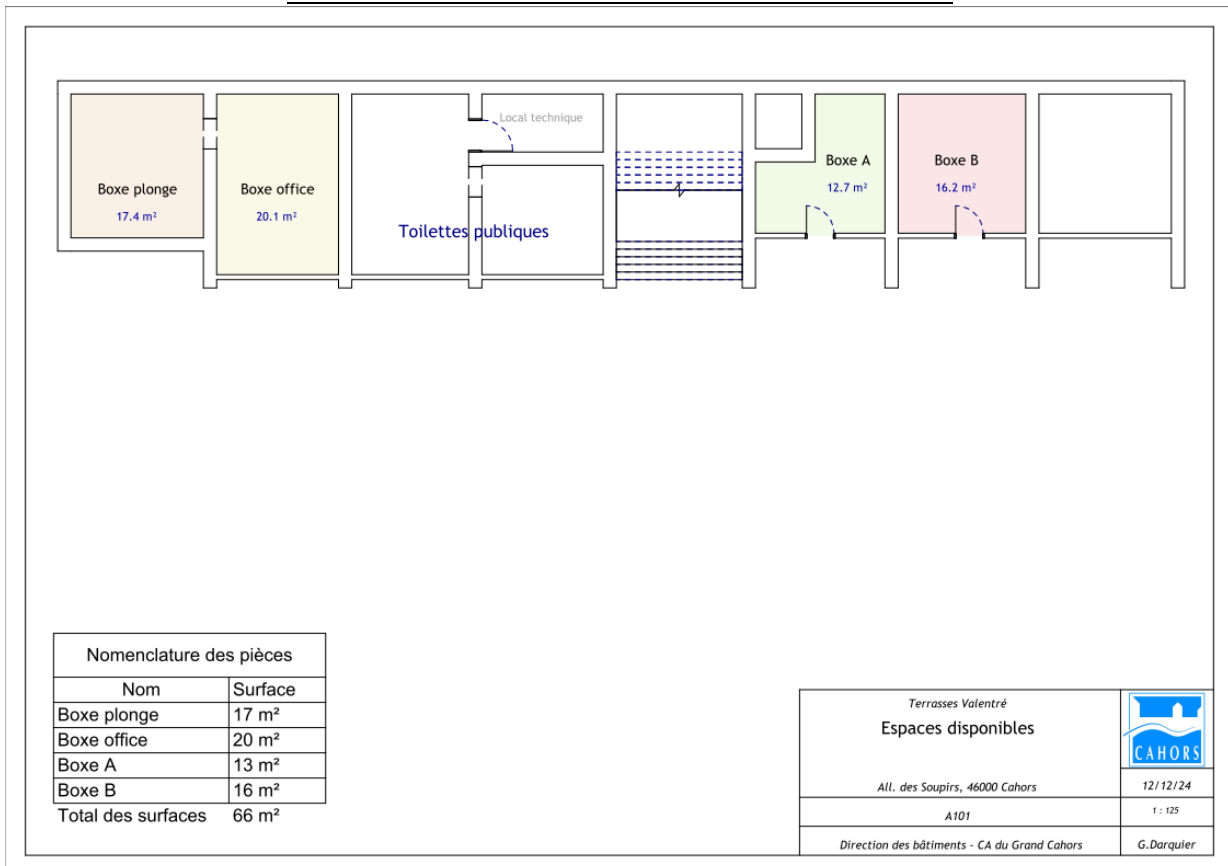 Local technique
Boxe plonge
17.4 m²
Boxe office
20.1 m²
Toilettes publiques
Boxe A
12.7 m²
Boxe B
16.2 m²
Nomenclature des pièces
Nom Surface
Boxe plonge 17 m²
Boxe office 20 m²
Boxe A 13 m²
Boxe B 16 m²
Total des surfaces 66 m²
Terrasses Valentré
Espaces disponibles
All. des Soupirs, 46000 Cahors
A101
Direction des bâtiments - CA du Grand Cahors
CAHORS
12/12/24
1 : 125
G.Darquier